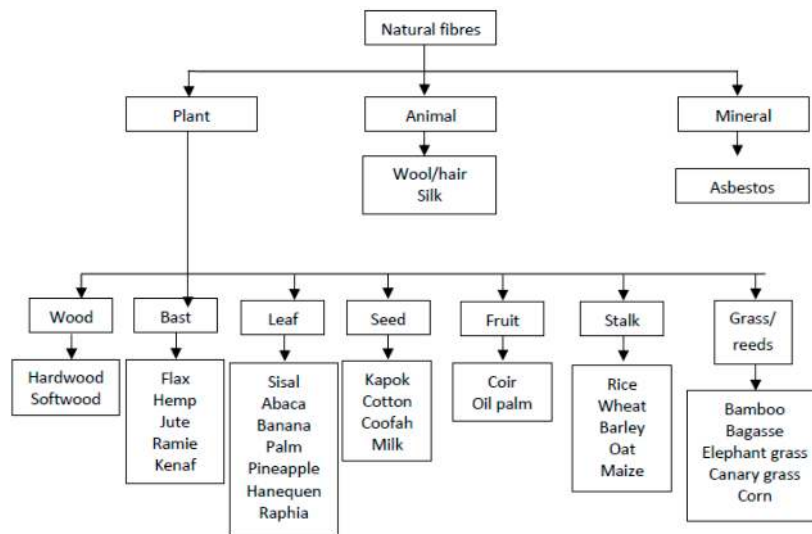 Natural fibres
Plant
Animal
Mineral
Wool/hair
Silk
Asbestos
Wood
Bast
Leaf
Seed
Fruit
Stalk
Grass/
reeds
Hardwood
Softwood
Flax
Hemp
Jute
Ramie
Kenaf
Sisal
Abaca
Banana
Palm
Pineapple
Hanequen
Raphia
Kapok
Cotton
Coofah
Milk
Coir
Oil palm
Rice
Wheat
Barley
Oat
Maize
Bamboo
Bagasse
Elephant grass
Canary grass
Corn